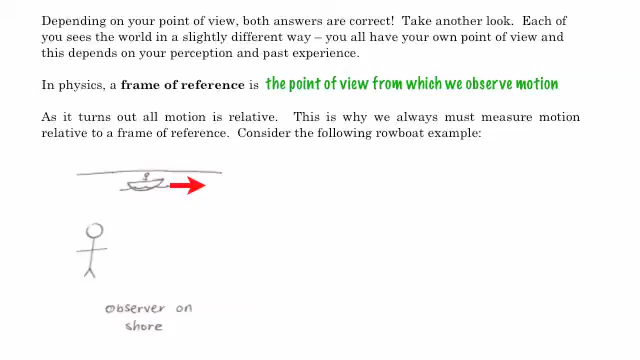 Depending on your point of view, both answers are correct!  Take another look.  Each of
you sees the world in a slightly different way – you all have your own point of view and
this depends on your perception and past experience.
In physics, a frame of reference is the point of view from which we observe motion
As it turns out all motion is relative.  This is why we always must measure motion
relative to a frame of reference.  Consider the following rowboat example:
observer on
shore